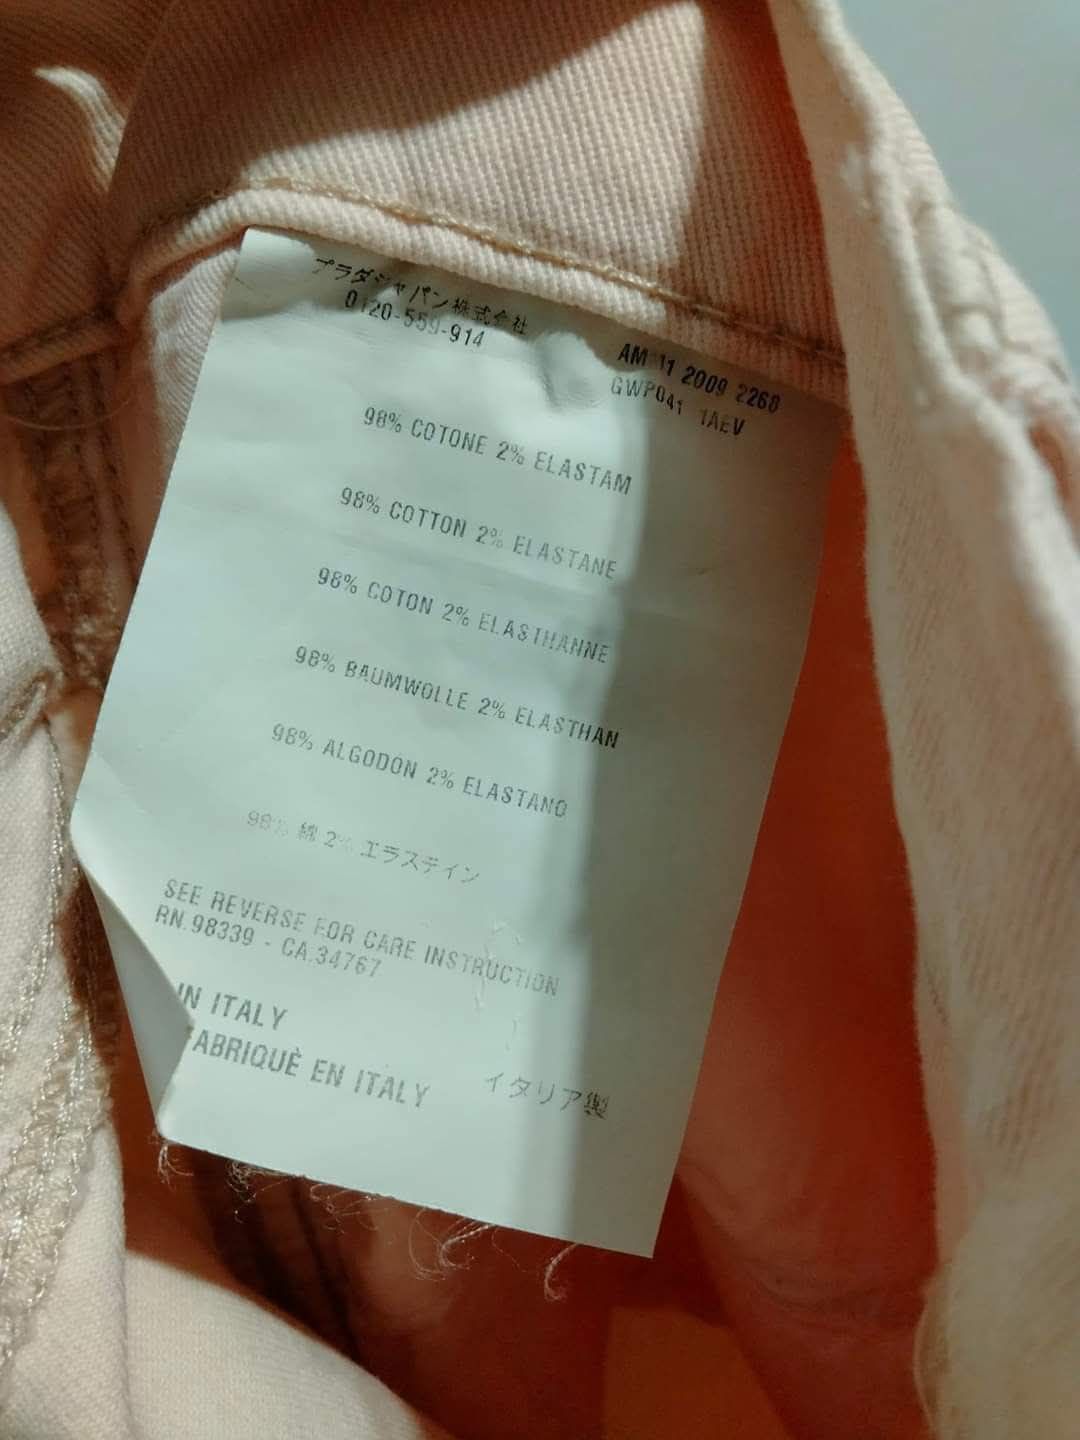 プラダジャパン株式会社
0120-559-914
AM 11 2009 2268
GWP041 1AEV
98% COTONE 2% ELASTAM
98% COTTON 2% ELASTANE
98% COTON 2% ELASTHANNE
98% BAUMWOLLE 2% ELASTHAN
98% ALGODON 2% ELASTANO
98% 綿 2% エラステイン
SEE REVERSE FOR CARE INSTRUCTION
RN.98339 - CA.34767
IN ITALY
FABRIQUÈ EN ITALY イタリア製